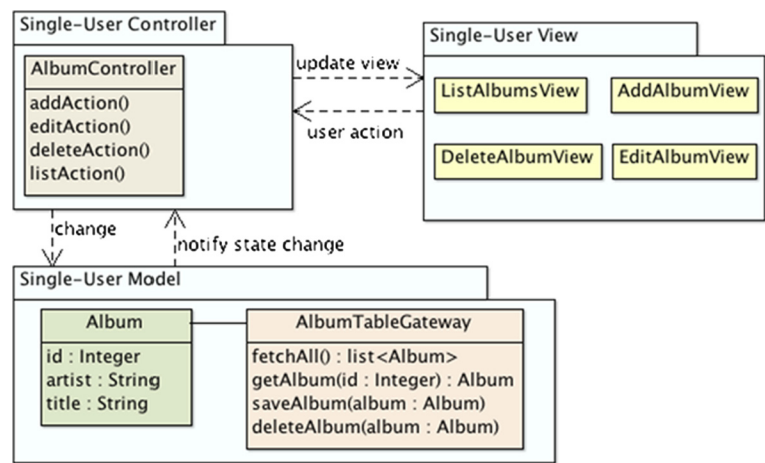 Single-User Controller
AlbumController
addAction()
editAction()
deleteAction()
listAction()
update view
user action
Single-User View
ListAlbumsView
AddAlbumView
DeleteAlbumView
EditAlbumView
change
notify state change
Single-User Model
Album
id : Integer
artist : String
title : String
AlbumTableGateway
fetchAll() : list<Album>
getAlbum(id : Integer) : Album
saveAlbum(album : Album)
deleteAlbum(album : Album)